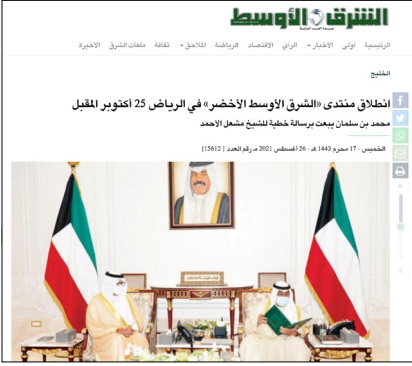 الشرق الأوسط
الرئيسية أولى الأخبار الرأي الاقتصاد الرياضة الملاحق ثقافة ملفات الشرق الأخيرة
الخليج
انطلاق منتدى «الشرق الأوسط الأخضر» في الرياض 25 أكتوبر المقبل
محمد بن سلمان يبعث برسالة خطية للشيخ مشعل الأحمد
الخميس - 17 محرم 1443 هـ - 26 أغسطس 2021 مـ رقم العدد [15612]
A